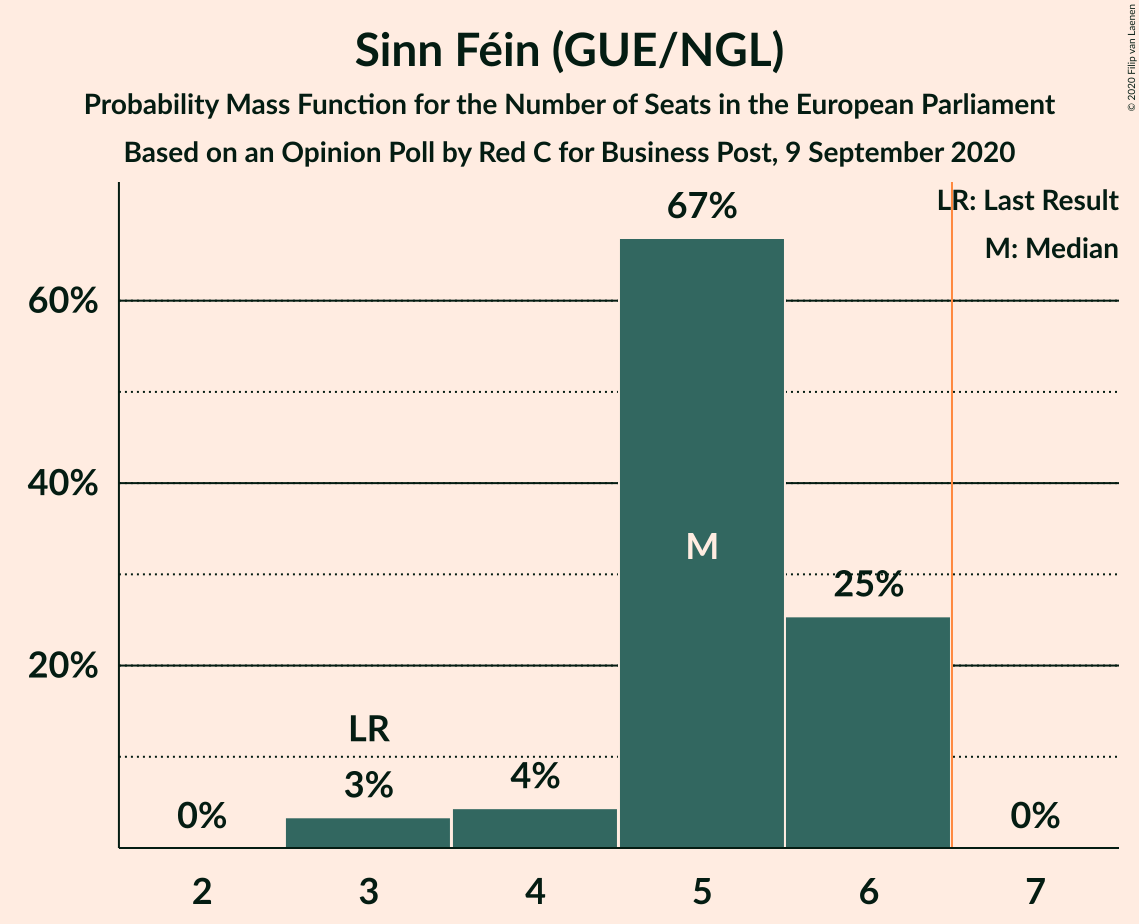 Sinn Féin (GUE/NGL)
Probability Mass Function for the Number of Seats in the European Parliament
Based on an Opinion Poll by Red C for Business Post, 9 September 2020
© 2020 Filip van Laenen
LR: Last Result
M: Median
67%
60%
40%
M
25%
20%
LR
3%
4%
0%
0%
2 3 4 5 6 7